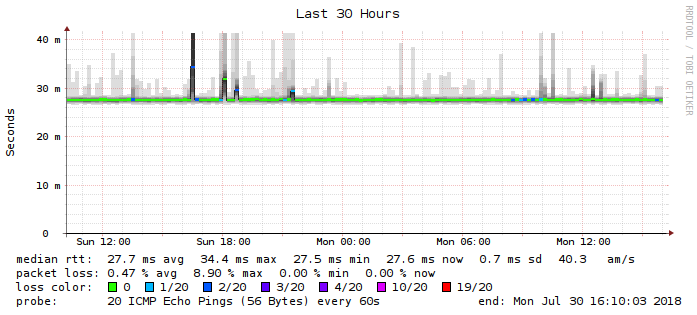 Last 30 Hours
RRDTOOL / TOBI OETIKER
Seconds
40 m
30 m
20 m
10 m
0
Sun 12:00 Sun 18:00 Mon 00:00 Mon 06:00 Mon 12:00
median rtt: 27.7 ms avg 34.4 ms max 27.5 ms min 27.6 ms now 0.7 ms sd 40.3 am/s
packet loss: 0.47 % avg 8.90 % max 0.00 % min 0.00 % now
loss color: 0 1/20 2/20 3/20 4/20 10/20 19/20
probe: 20 ICMP Echo Pings (56 Bytes) every 60s end: Mon Jul 30 16:10:03 2018